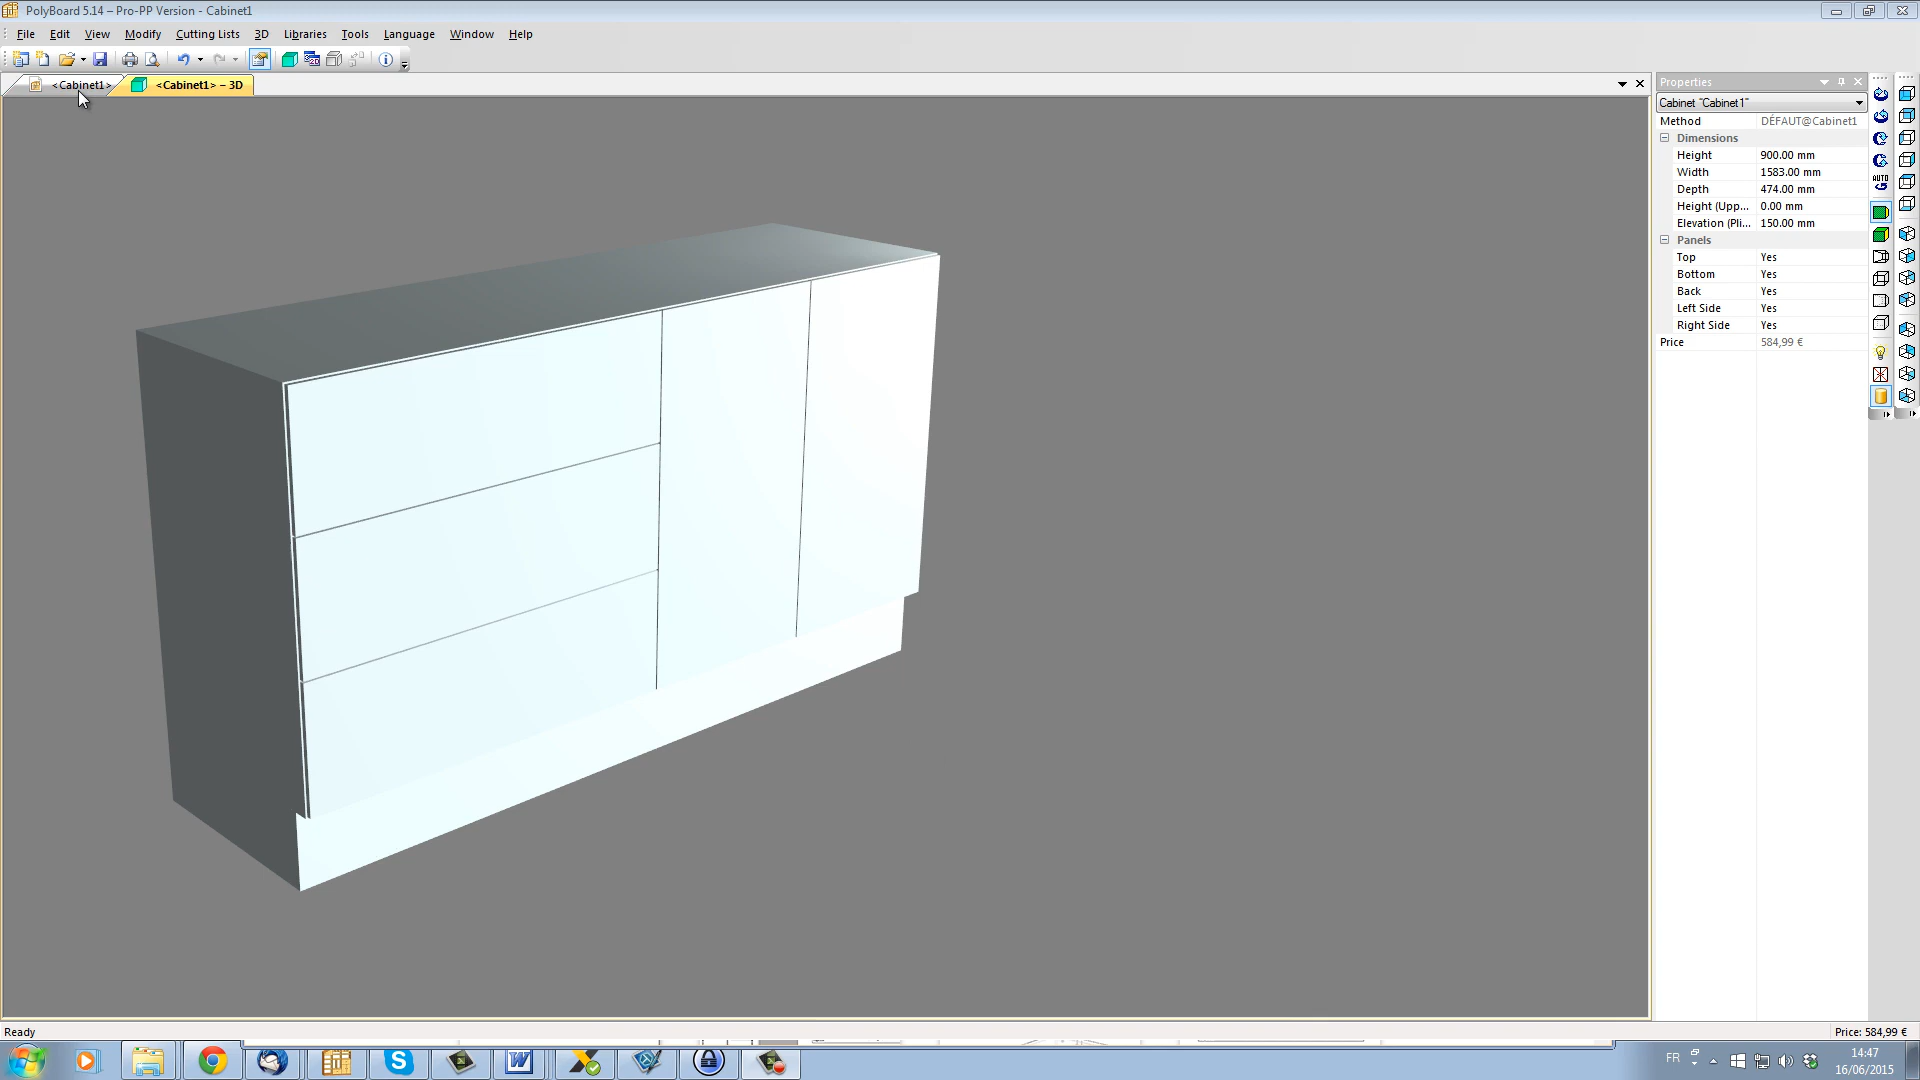 PolyBoard 5.14 – Pro-PP Version - Cabinet1
File Edit View Modify Cutting Lists 3D Libraries Tools Language Window Help
<Cabinet1> <Cabinet1> – 3D
Properties
Cabinet "Cabinet1"
Method DÉFAUT@Cabinet1
Dimensions
Height 900.00 mm
Width 1583.00 mm
Depth 474.00 mm
Height (Upp... 0.00 mm
Elevation (Pli... 150.00 mm
Panels
Top Yes
Bottom Yes
Back Yes
Left Side Yes
Right Side Yes
Price 584,99 €
AUTO
Ready
Price: 584,99 €
FR
14:47
16/06/2015